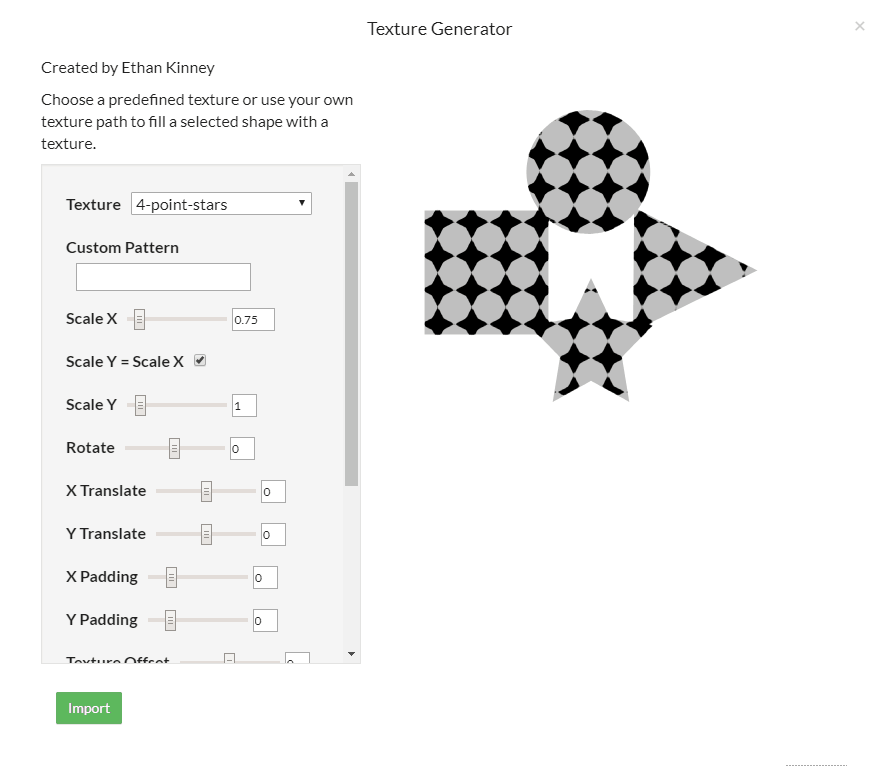 Texture Generator
×
Created by Ethan Kinney
Choose a predefined texture or use your own
texture path to fill a selected shape with a
texture.
Texture 4-point-stars
Custom Pattern
Scale X 0.75
Scale Y = Scale X
Scale Y 1
Rotate 0
X Translate 0
Y Translate 0
X Padding 0
Y Padding 0
Texture Offset 0
Import